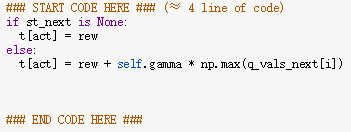 ### START CODE HERE ### (≈ 4 line of code)
if st_next is None:
  t[act] = rew
else:
  t[act] = rew + self.gamma * np.max(q_vals_next[i])
### END CODE HERE ###